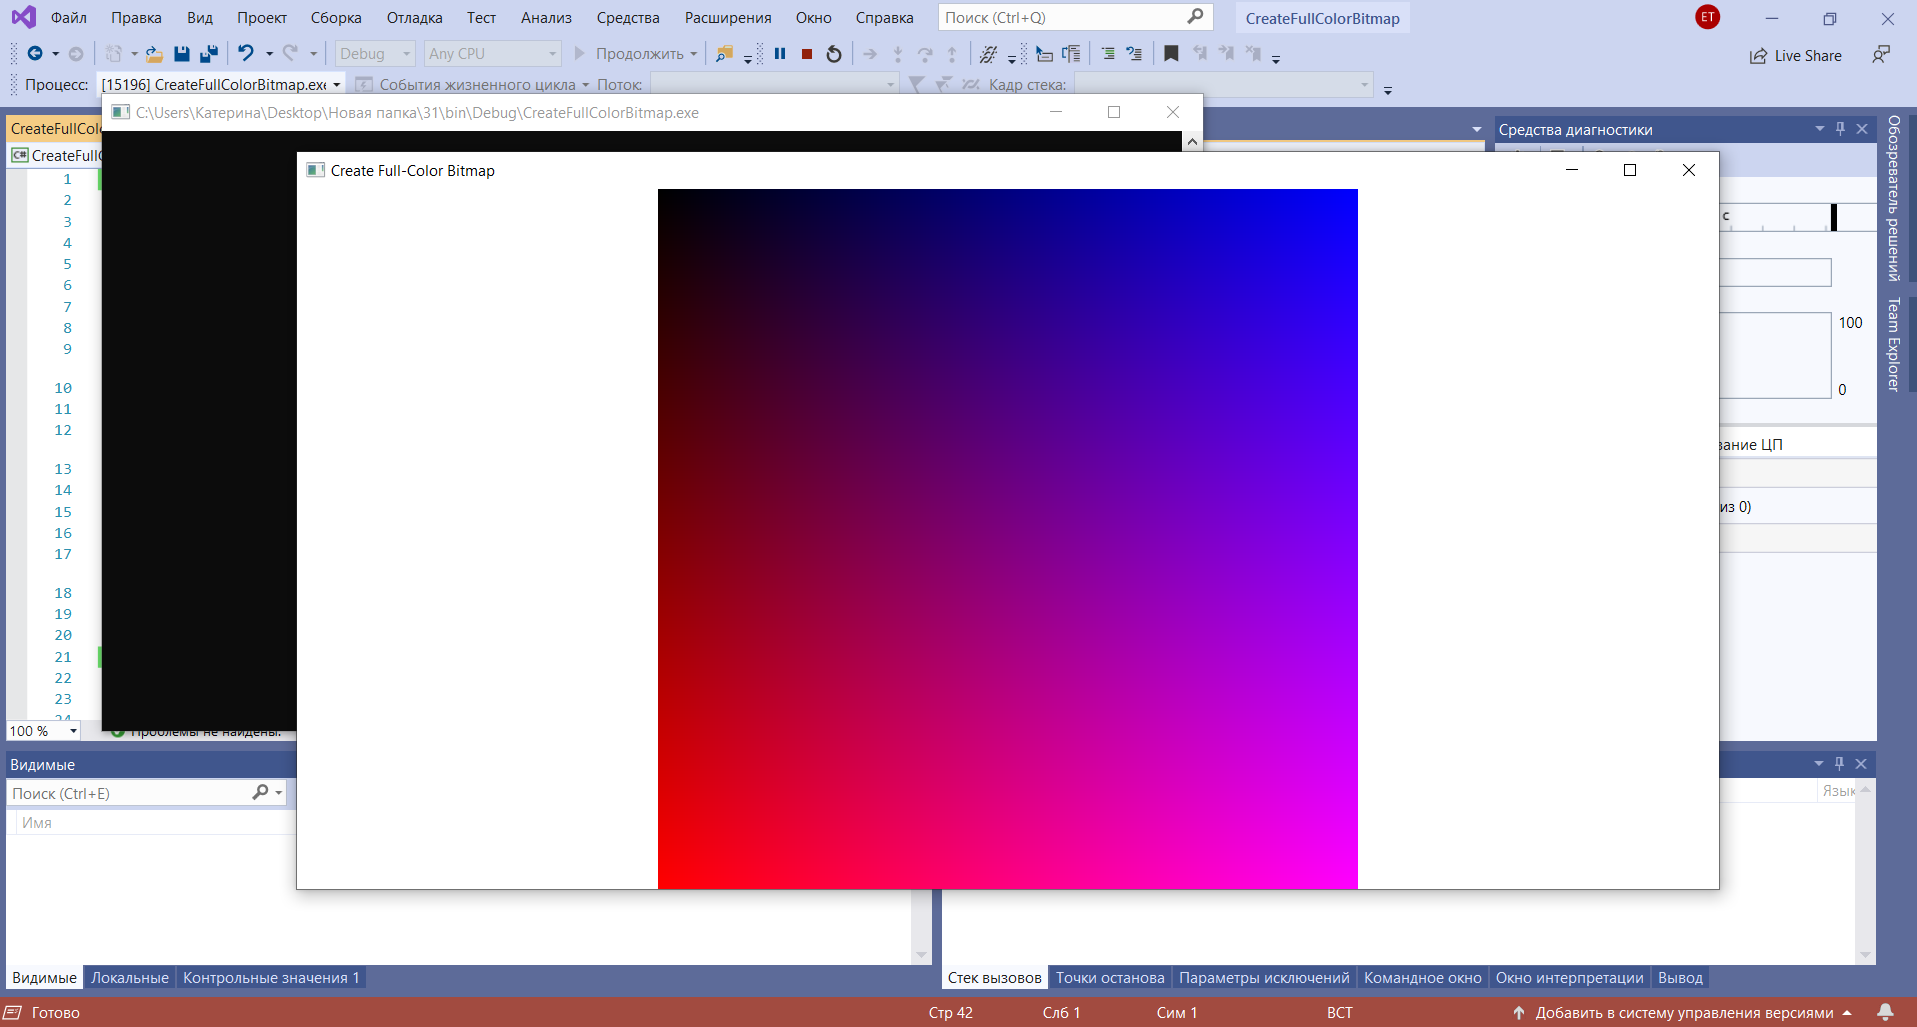 Файл Правка Вид Проект Сборка Отладка Тест Анализ Средства Расширения Окно Справка Поиск (Ctrl+Q) CreateFullColorBitmap ET
Debug Any CPU Продолжить Live Share
Процесс: [15196] CreateFullColorBitmap.exe События жизненного цикла Поток: Кадр стека:
C:\Users\Катерина\Desktop\Новая папка\31\bin\Debug\CreateFullColorBitmap.exe
CreateFullColo Средства диагностики
C# CreateFullC
Create Full-Color Bitmap
Обозреватель решений
Team Explorer
1
2
3
4
5
6
7
8
9
10
11
12
13
14
15
16
17
18
19
20
21
22
23
24
с
100
0
вание ЦП
из 0)
100 % Проблемы не найдены.
Видимые
Поиск (Ctrl+E)
Имя
Язык
Видимые Локальные Контрольные значения 1
Стек вызовов Точки останова Параметры исключений Командное окно Окно интерпретации Вывод
Готово Стр 42 Слб 1 Сим 1 ВСТ Добавить в систему управления версиями